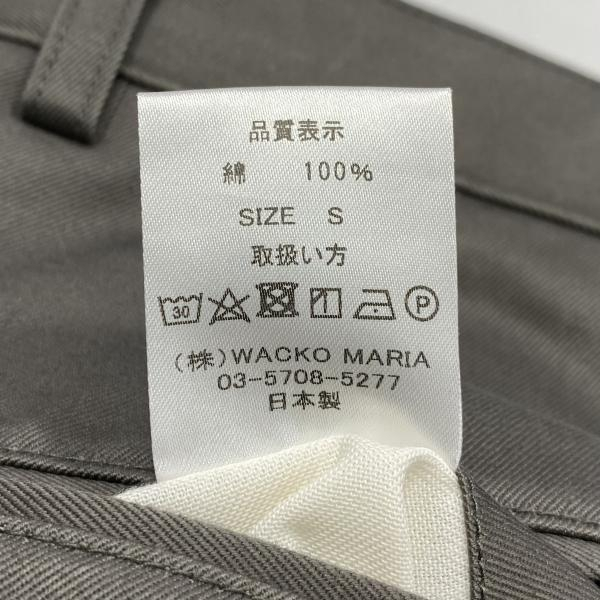 品質表示
綿 100%
SIZE S
取扱い方
30 P
(株)WACKO MARIA
03-5708-5277
日本製